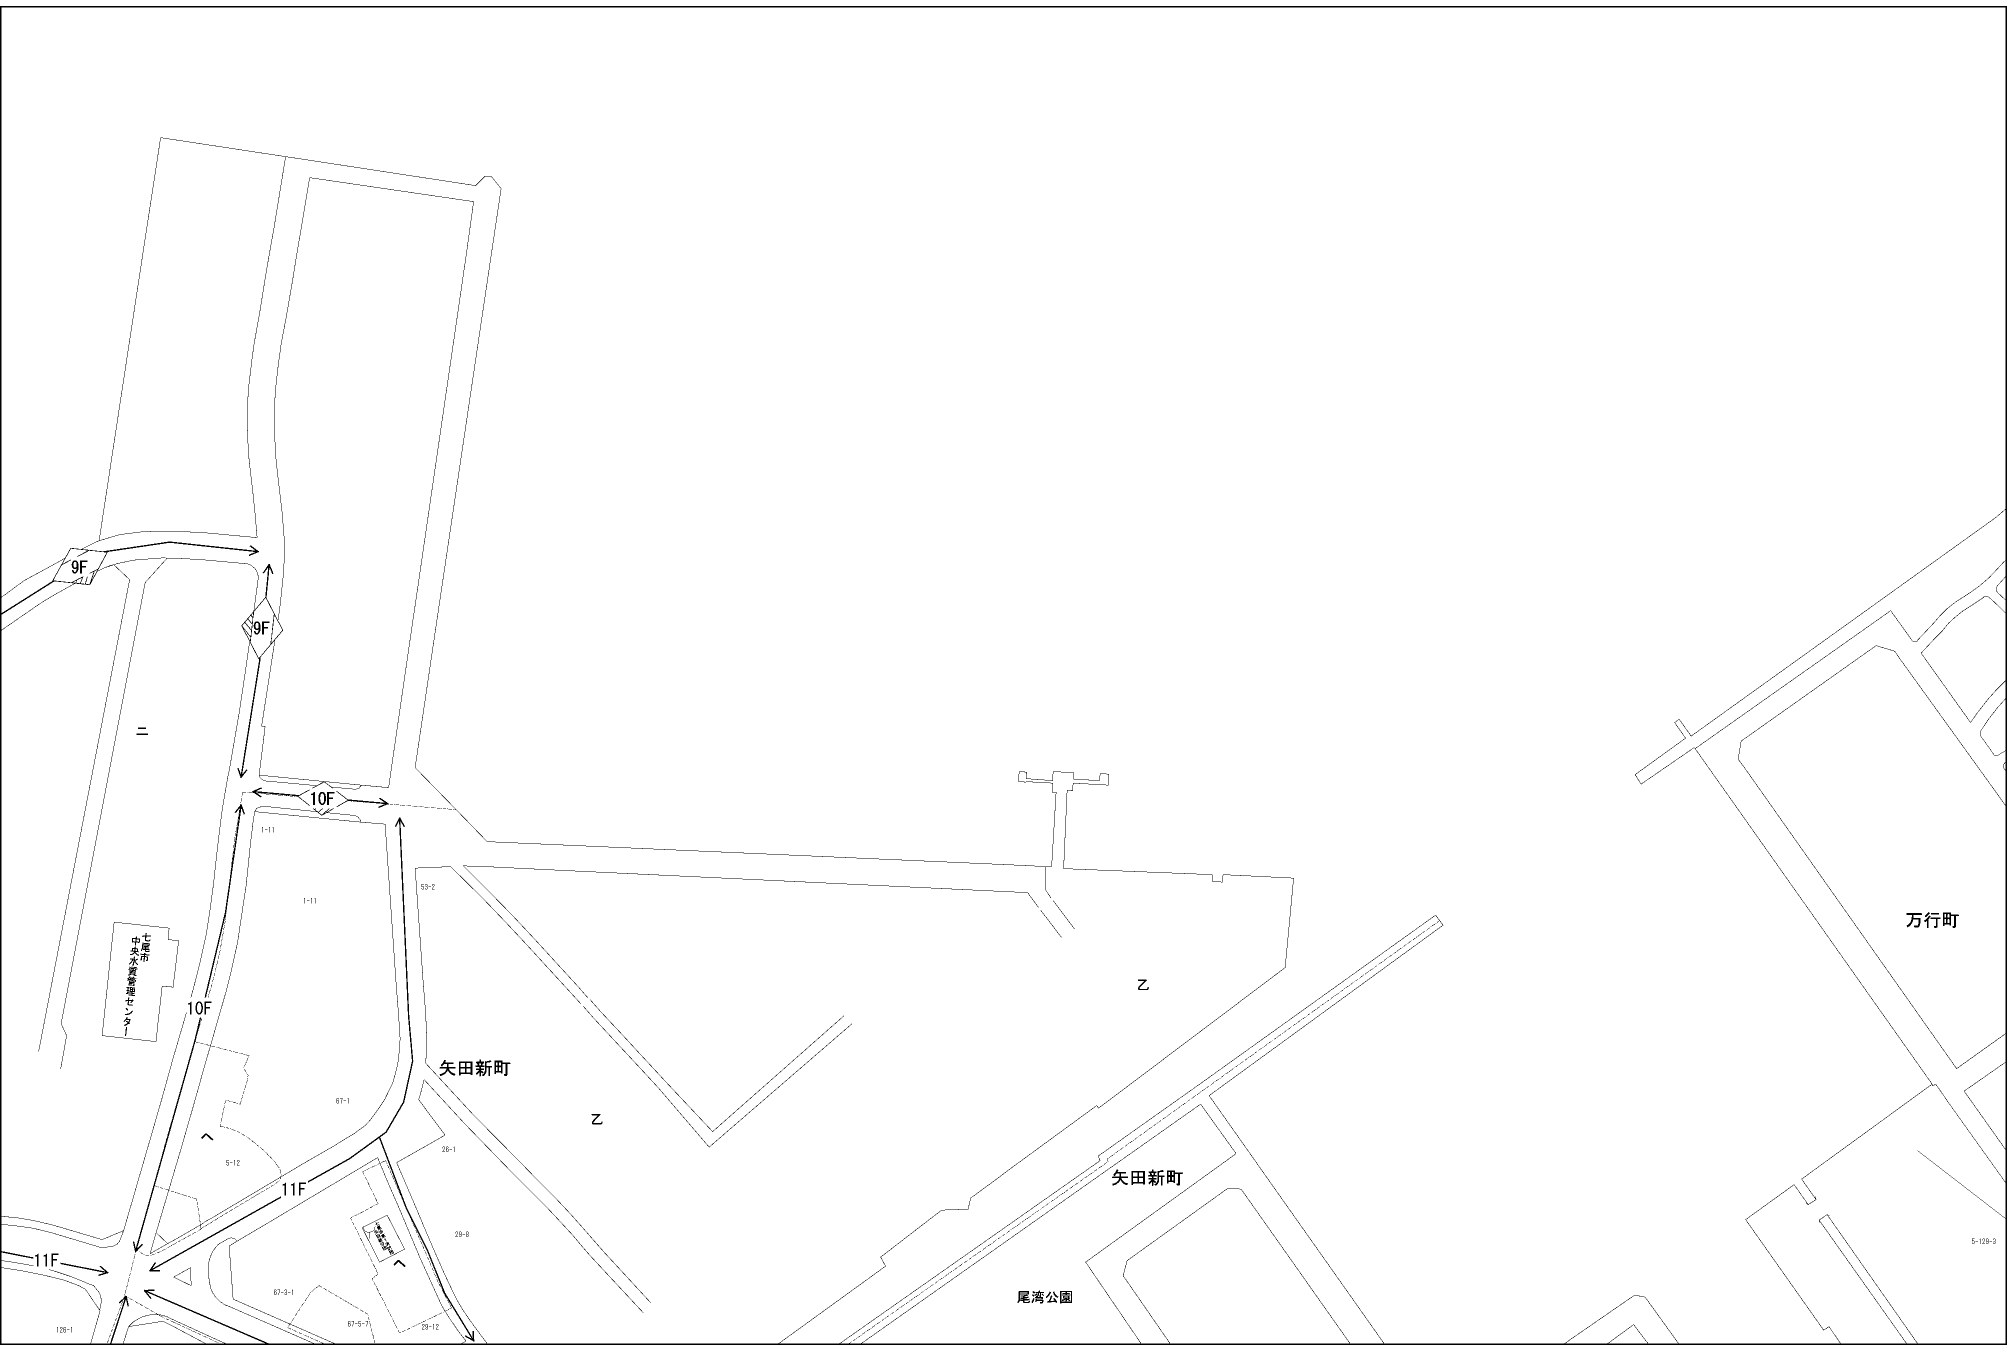 9F
9F
ニ
10F
1-11
53-2
1-11
万行町
七尾市
中央水質管理センター
乙
10F
矢田新町
67-1
乙
ヘ
26-1
5-12
矢田新町
11F
29-8
5-129-3
11F
ヘ
67-3-1
尾湾公園
67-5-7
29-12
126-1